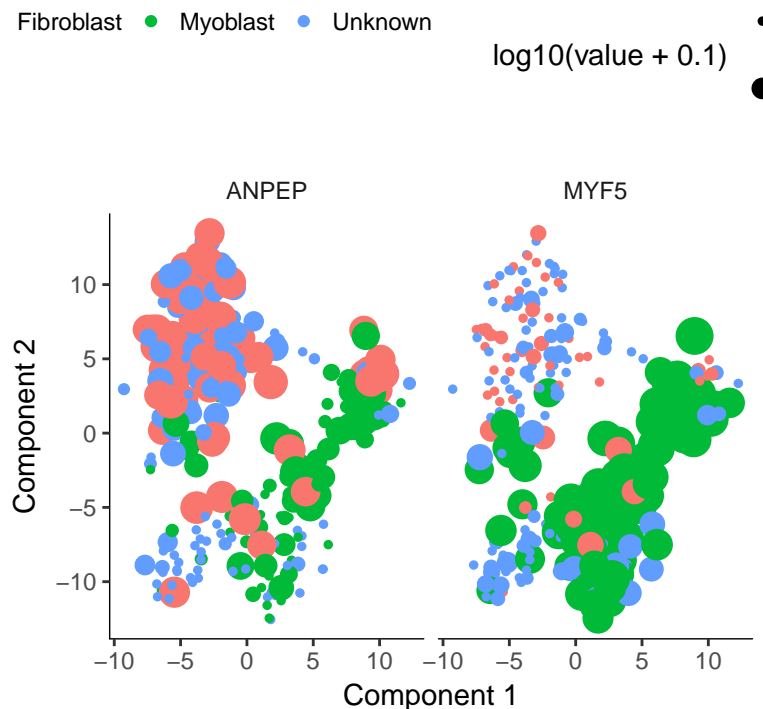 Fibroblast Myoblast Unknown
log10(value + 0.1)
ANPEP MYF5
10
5
0
−5
−10
Component 2
−10 −5 0 5 10 −10 −5 0 5 10
Component 1